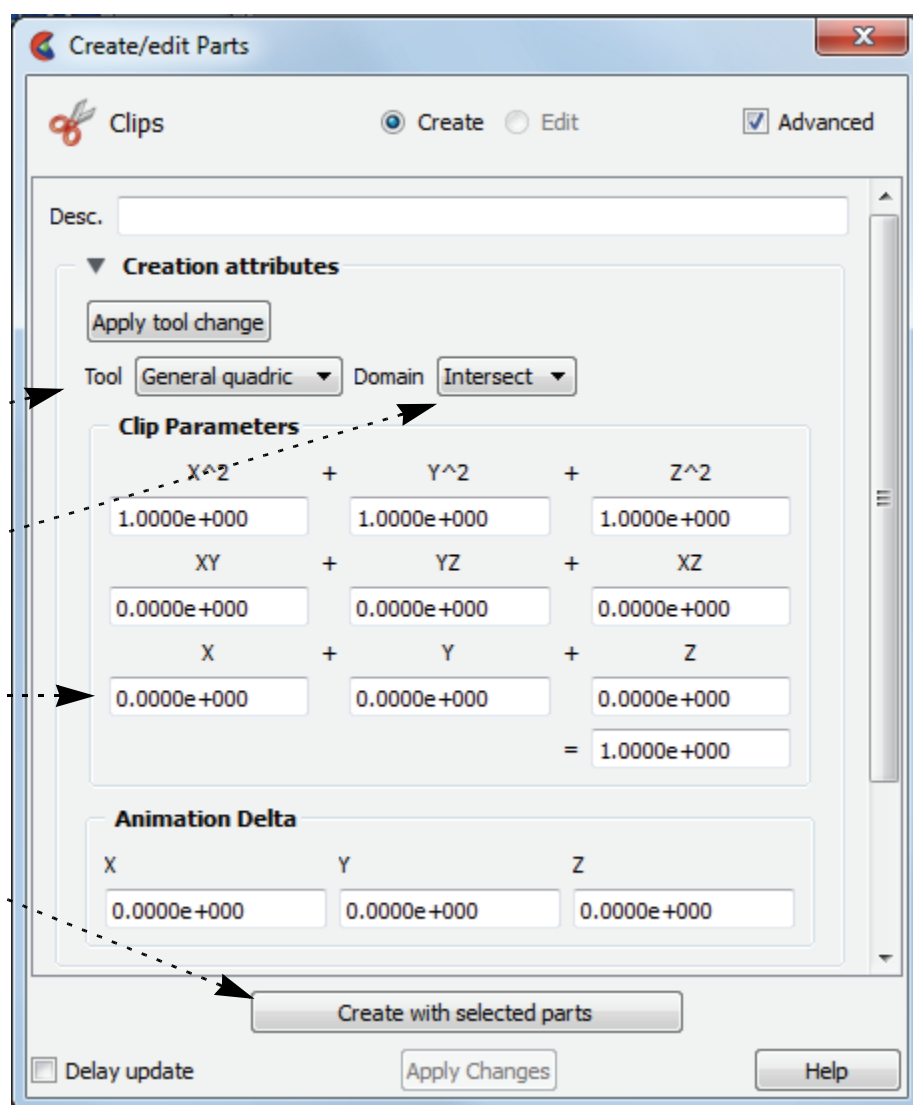 Create/edit Parts
Clips Create Edit Advanced
Desc.
Creation attributes
Apply tool change
Tool General quadric Domain Intersect
Clip Parameters
X^2 + Y^2 + Z^2
1.0000e+000 1.0000e+000 1.0000e+000
XY + YZ + XZ
0.0000e+000 0.0000e+000 0.0000e+000
X + Y + Z
0.0000e+000 0.0000e+000 0.0000e+000
= 1.0000e+000
Animation Delta
X Y Z
0.0000e+000 0.0000e+000 0.0000e+000
Create with selected parts
Delay update Apply Changes Help